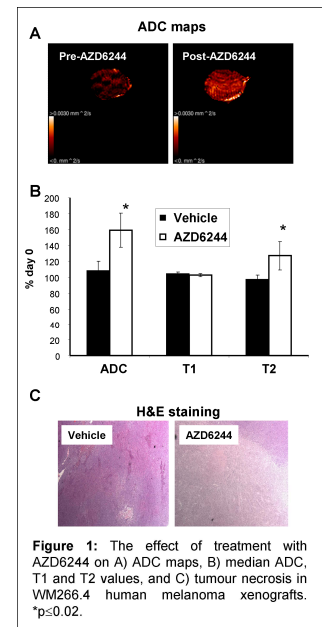 ADC maps
A
Pre-AZD6244
Post-AZD6244
>0.0030 mm^2/s
>0.0030 mm^2/s
<0. mm^2/s
<0. mm^2/s
B
200
180
160
140
120
100
80
60
40
20
0
% day 0
*
*
Vehicle
AZD6244
ADC
T1
T2
C
H&E staining
Vehicle
AZD6244
Figure 1: The effect of treatment with
AZD6244 on A) ADC maps, B) median ADC,
T1 and T2 values, and C) tumour necrosis in
WM266.4 human melanoma xenografts.
*p≤0.02.